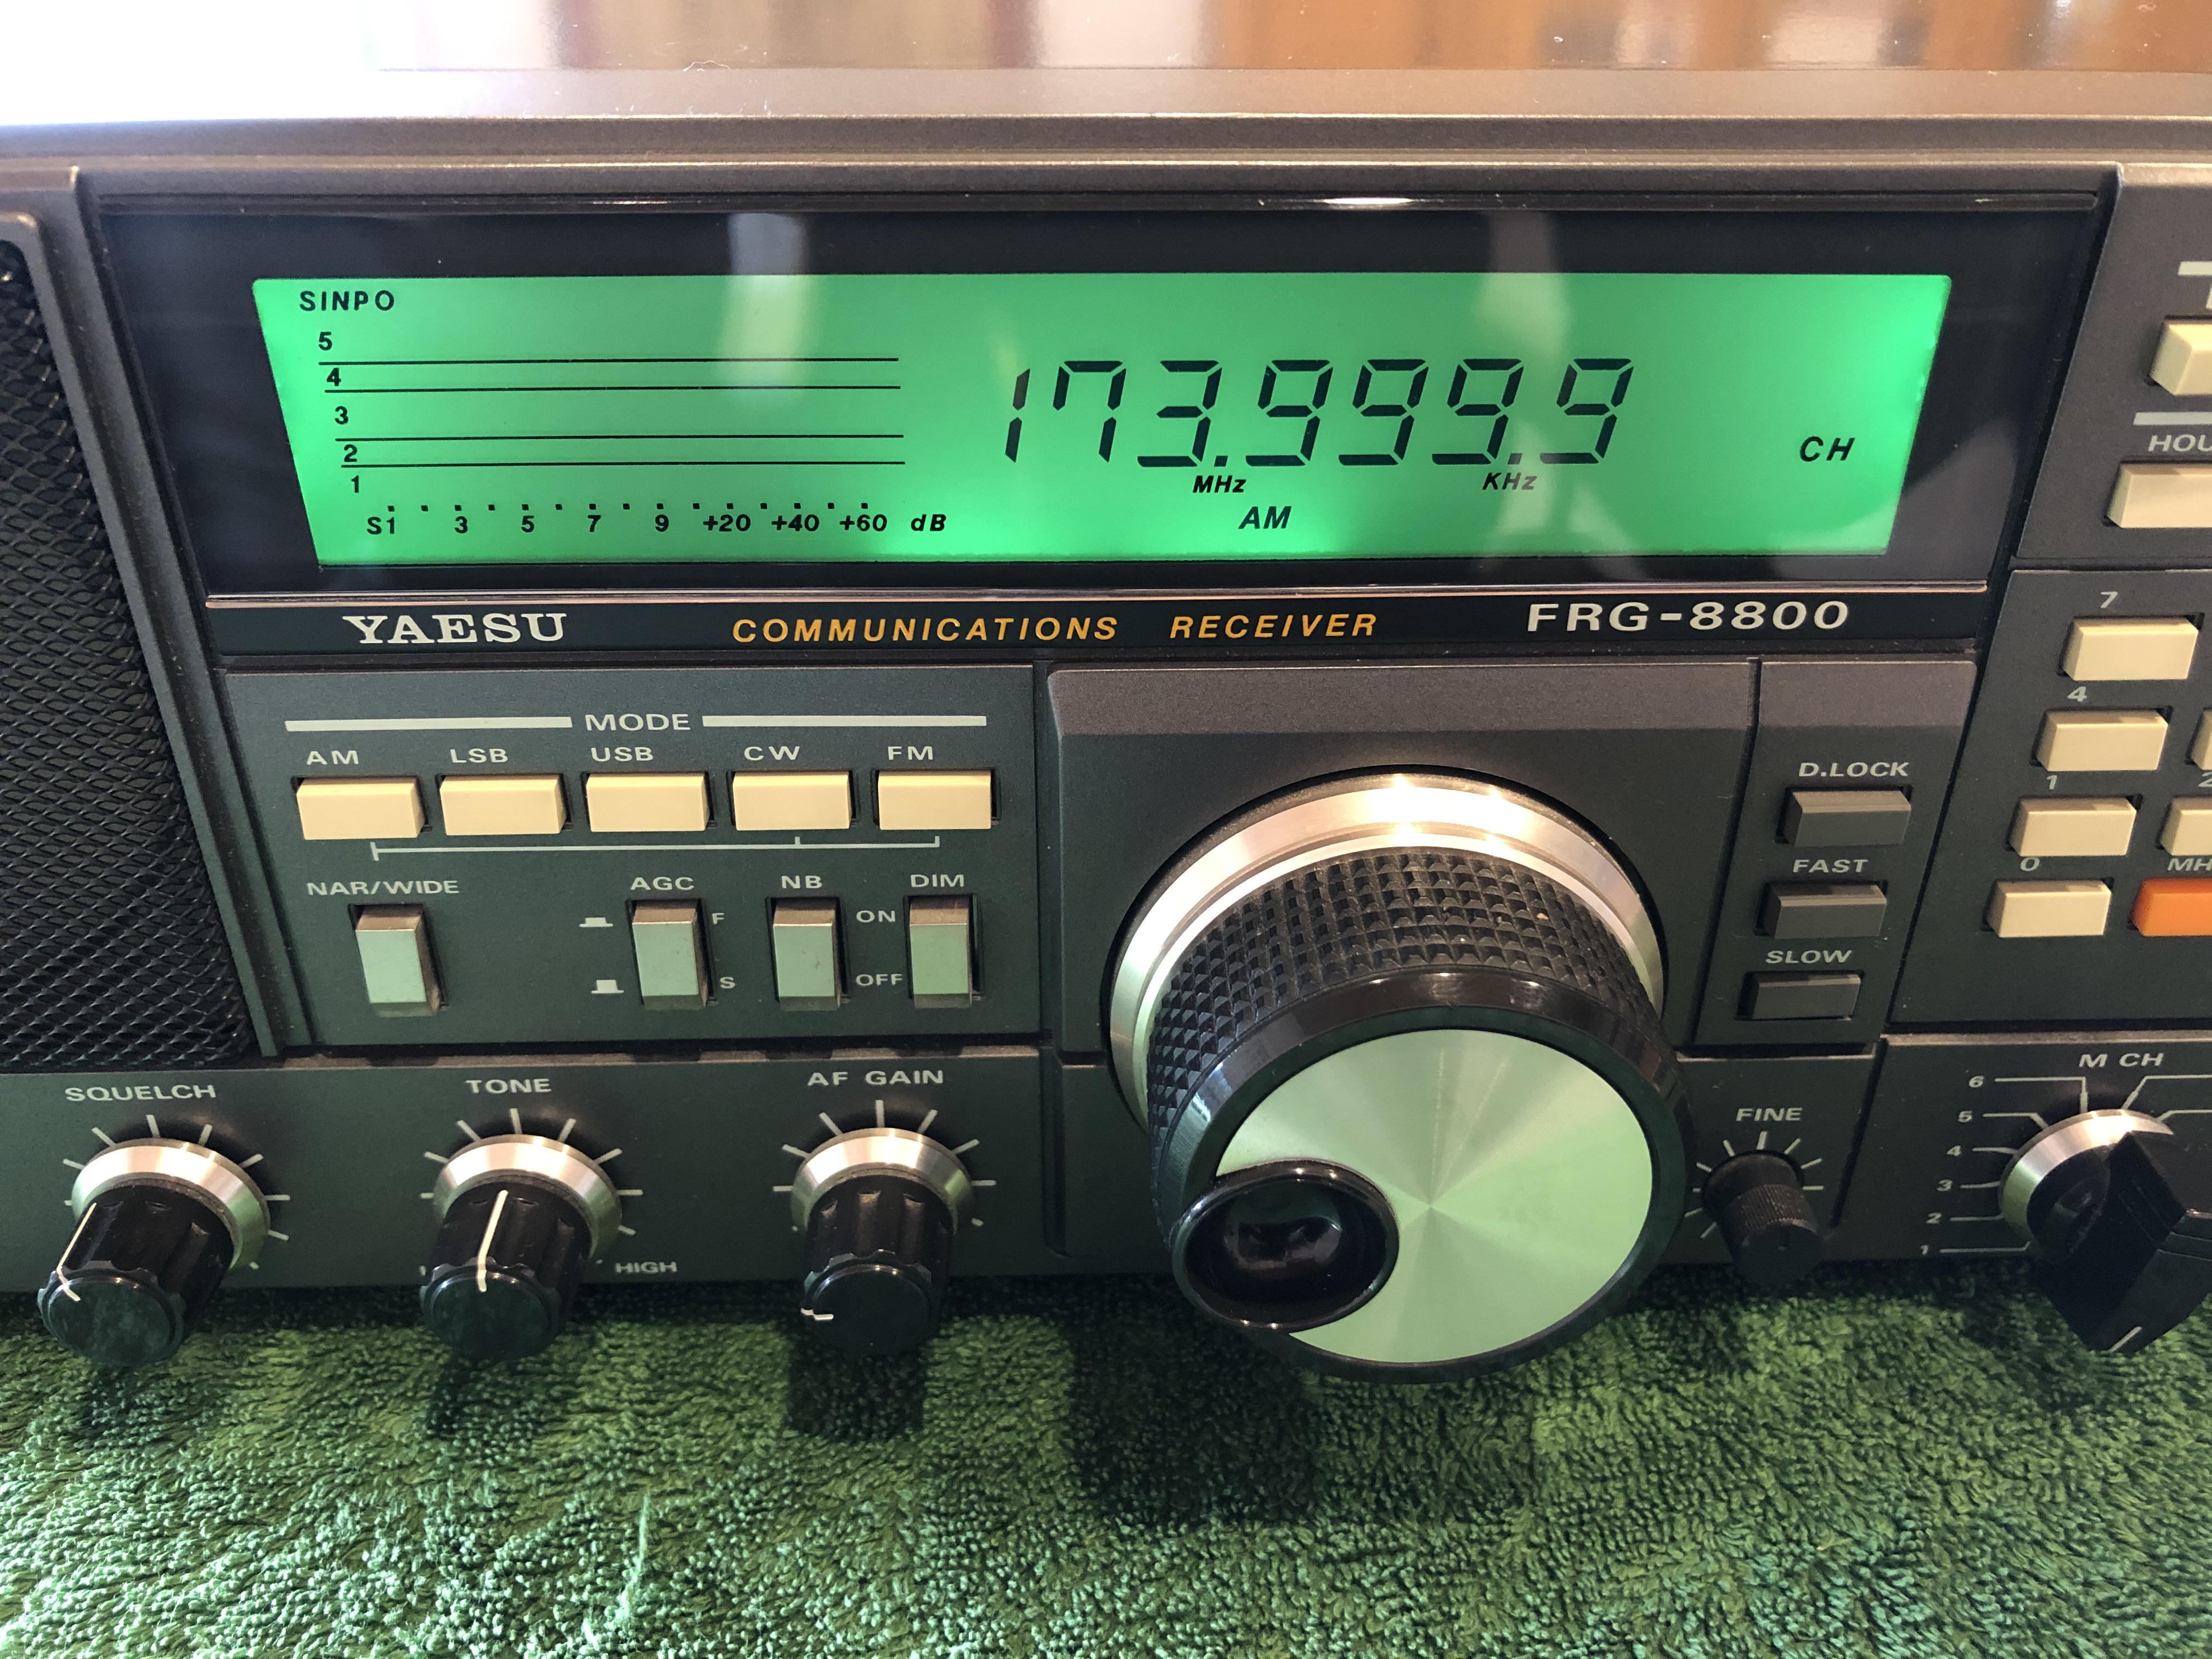 SINPO
5
4
3
2
1
S1 3 5 7 9 +20 +40 +60 dB
173.999.9
MHz KHz
AM
CH
YAESU COMMUNICATIONS RECEIVER FRG-8800
MODE
AM LSB USB CW FM
NAR/WIDE AGC NB DIM
F ON
S OFF
D.LOCK
FAST
SLOW
7
4
1
0
SQUELCH TONE AF GAIN
HIGH
FINE
M CH
6
5
4
3
2
1